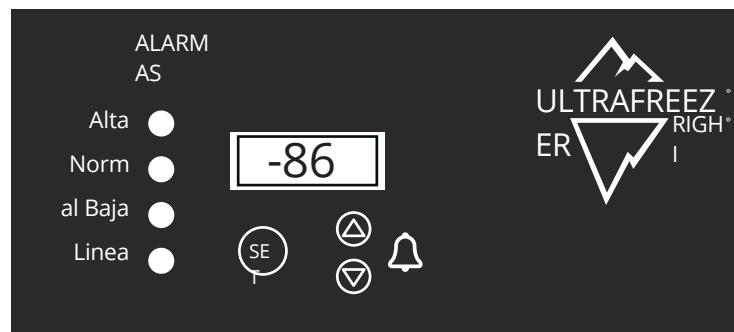 ALARM
AS
Alta
Norm
al Baja
Linea
-86
SE
T
ULTRAFREEZ
ER
RIGH
I